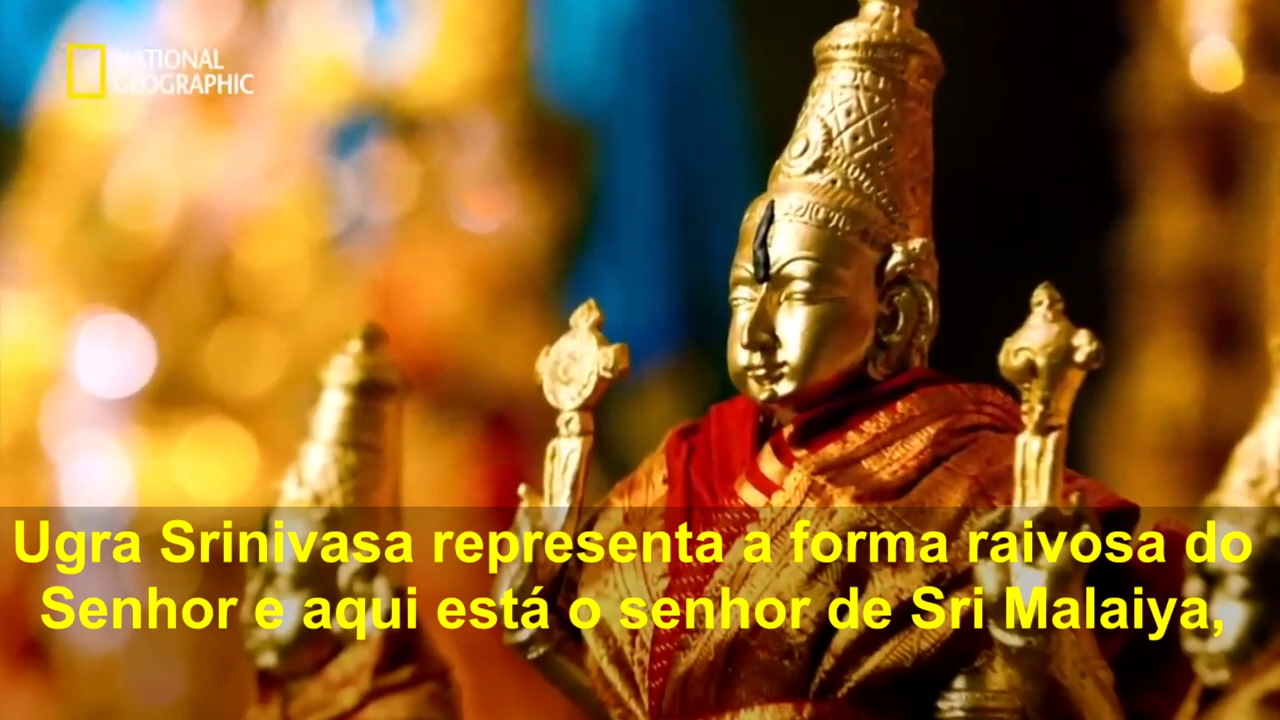 NATIONAL
GEOGRAPHIC
Ugra Srinivasa representa a forma raivosa do
Senhor e aqui está o senhor de Sri Malaiya,